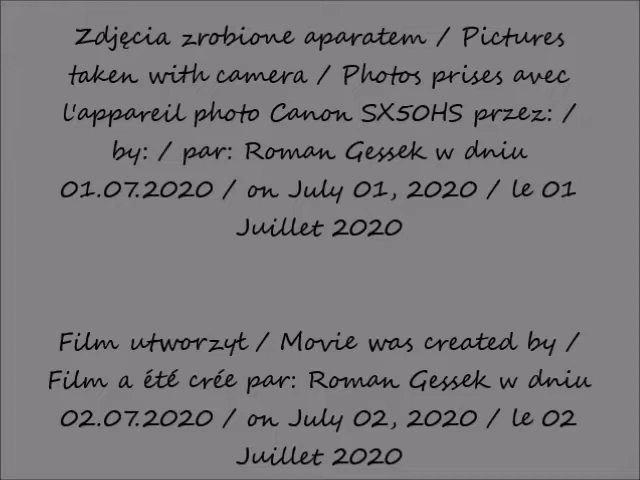 Zdjęcia zrobione aparatem / Pictures
taken with camera / Photos prises avec
l'appareil photo Canon SX50HS przez: /
by: / par: Roman Gessek w dniu
01.07.2020 / on July 01, 2020 / le 01
Juillet 2020
Film utworzył / Movie was created by /
Film a été crée par: Roman Gessek w dniu
02.07.2020 / on July 02, 2020 / le 02
Juillet 2020